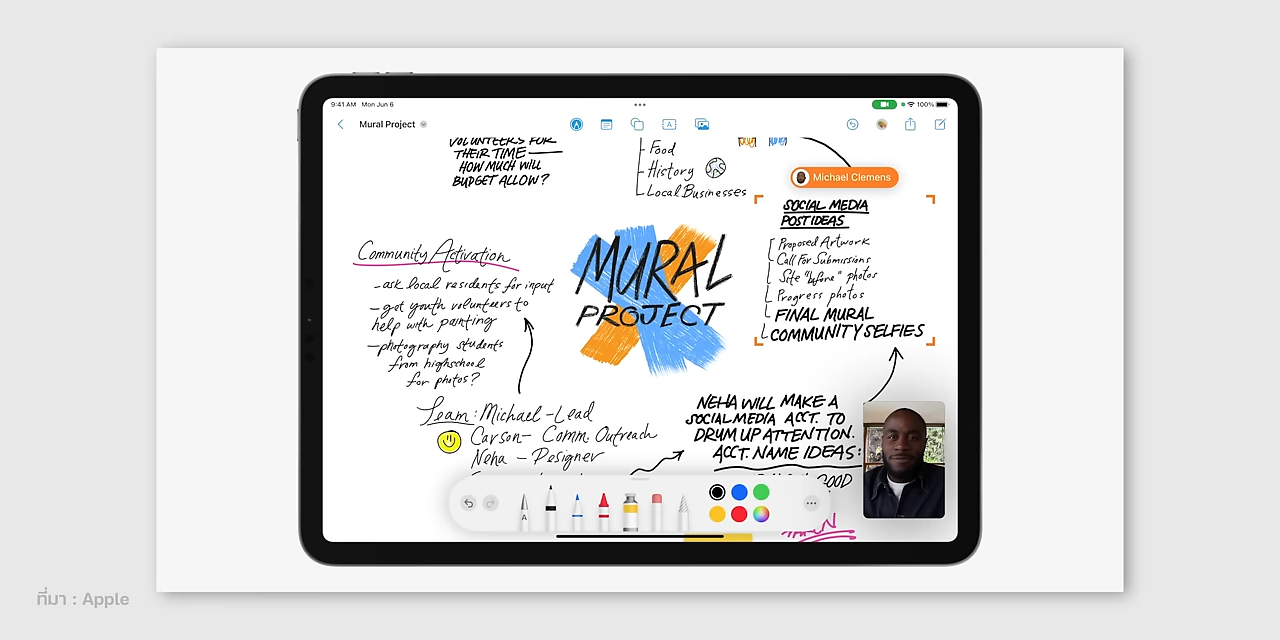 9:41 AM Mon Jun 6
100%
Mural Project
VOLUNTEERS FOR
THEIR TIME
HOW MUCH WILL
BUDGET ALLOW?
Food
History
Local Businesses
Michael Clemens
SOCIAL MEDIA
POST IDEAS
Proposed Artwork
Call For Submissions
Site "before" photos
Progress photos
FINAL MURAL
COMMUNITY SELFIES
Community Activation
-ask local residents for input
-got youth volunteers to
help with painting
-photography students
from highschool
for photos?
MURAL
PROJECT
Team: Michael - Lead
Carson - Comm. Outreach
Neha - Designer
NEHA WILL MAKE A
SOCIAL MEDIA ACCT. TO
DRUM UP ATTENTION.
ACCT. NAME IDEAS:
GOOD
A
ที่มา : Apple